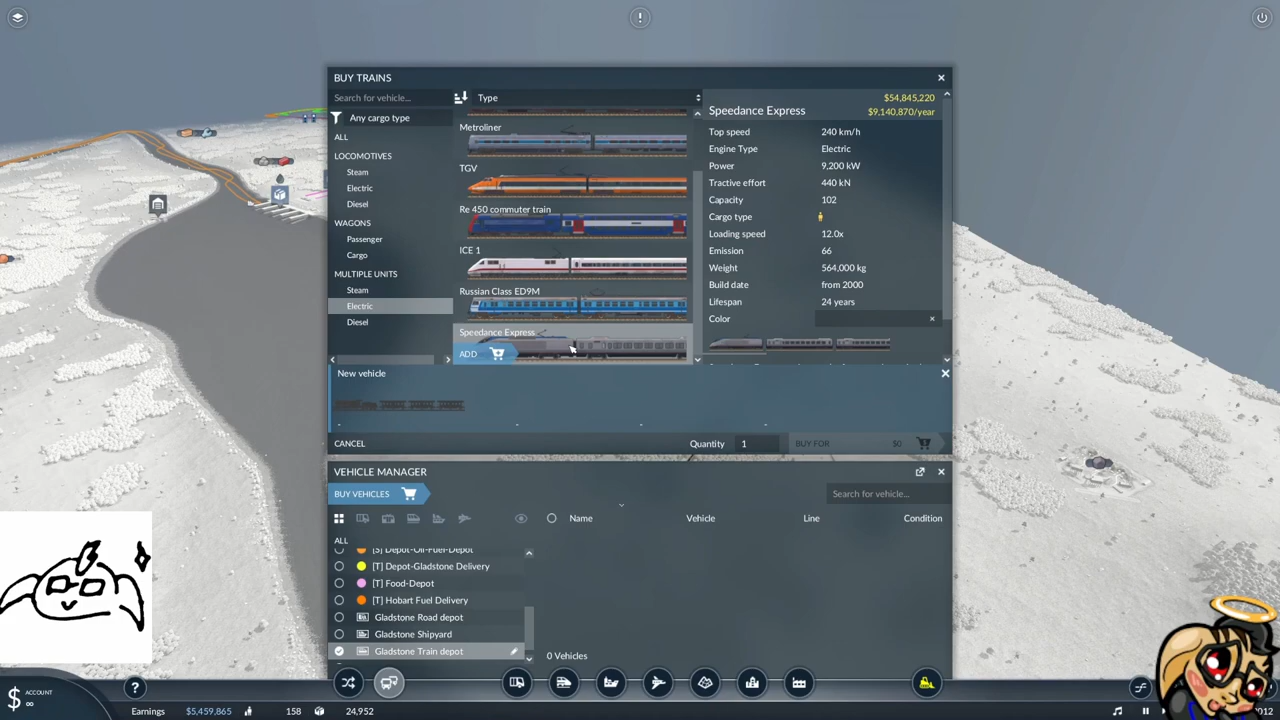 BUY TRAINS
Search for vehicle...
Type
Any cargo type
ALL
LOCOMOTIVES
Steam
Electric
Diesel
WAGONS
Passenger
Cargo
MULTIPLE UNITS
Steam
Electric
Diesel
Metroliner
TGV
Re 450 commuter train
ICE 1
Russian Class ED9M
Speedance Express
ADD
$54,845,220
Speedance Express
$9,140,870/year
Top speed 240 km/h
Engine Type Electric
Power 9,200 kW
Tractive effort 440 kN
Capacity 102
Cargo type
Loading speed 12.0x
Emission 66
Weight 564,000 kg
Build date from 2000
Lifespan 24 years
Color
New vehicle
CANCEL
Quantity 1
BUY FOR $0
VEHICLE MANAGER
BUY VEHICLES
Search for vehicle...
Name Vehicle Line Condition
ALL
[S] Depot-Oil-Fuel-Depot
[T] Depot-Gladstone Delivery
[T] Food-Depot
[T] Hobart Fuel Delivery
Gladstone Road depot
Gladstone Shipyard
Gladstone Train depot
0 Vehicles
$ ACCOUNT
∞
?
Earnings $5,459,865 158 24,952
2012